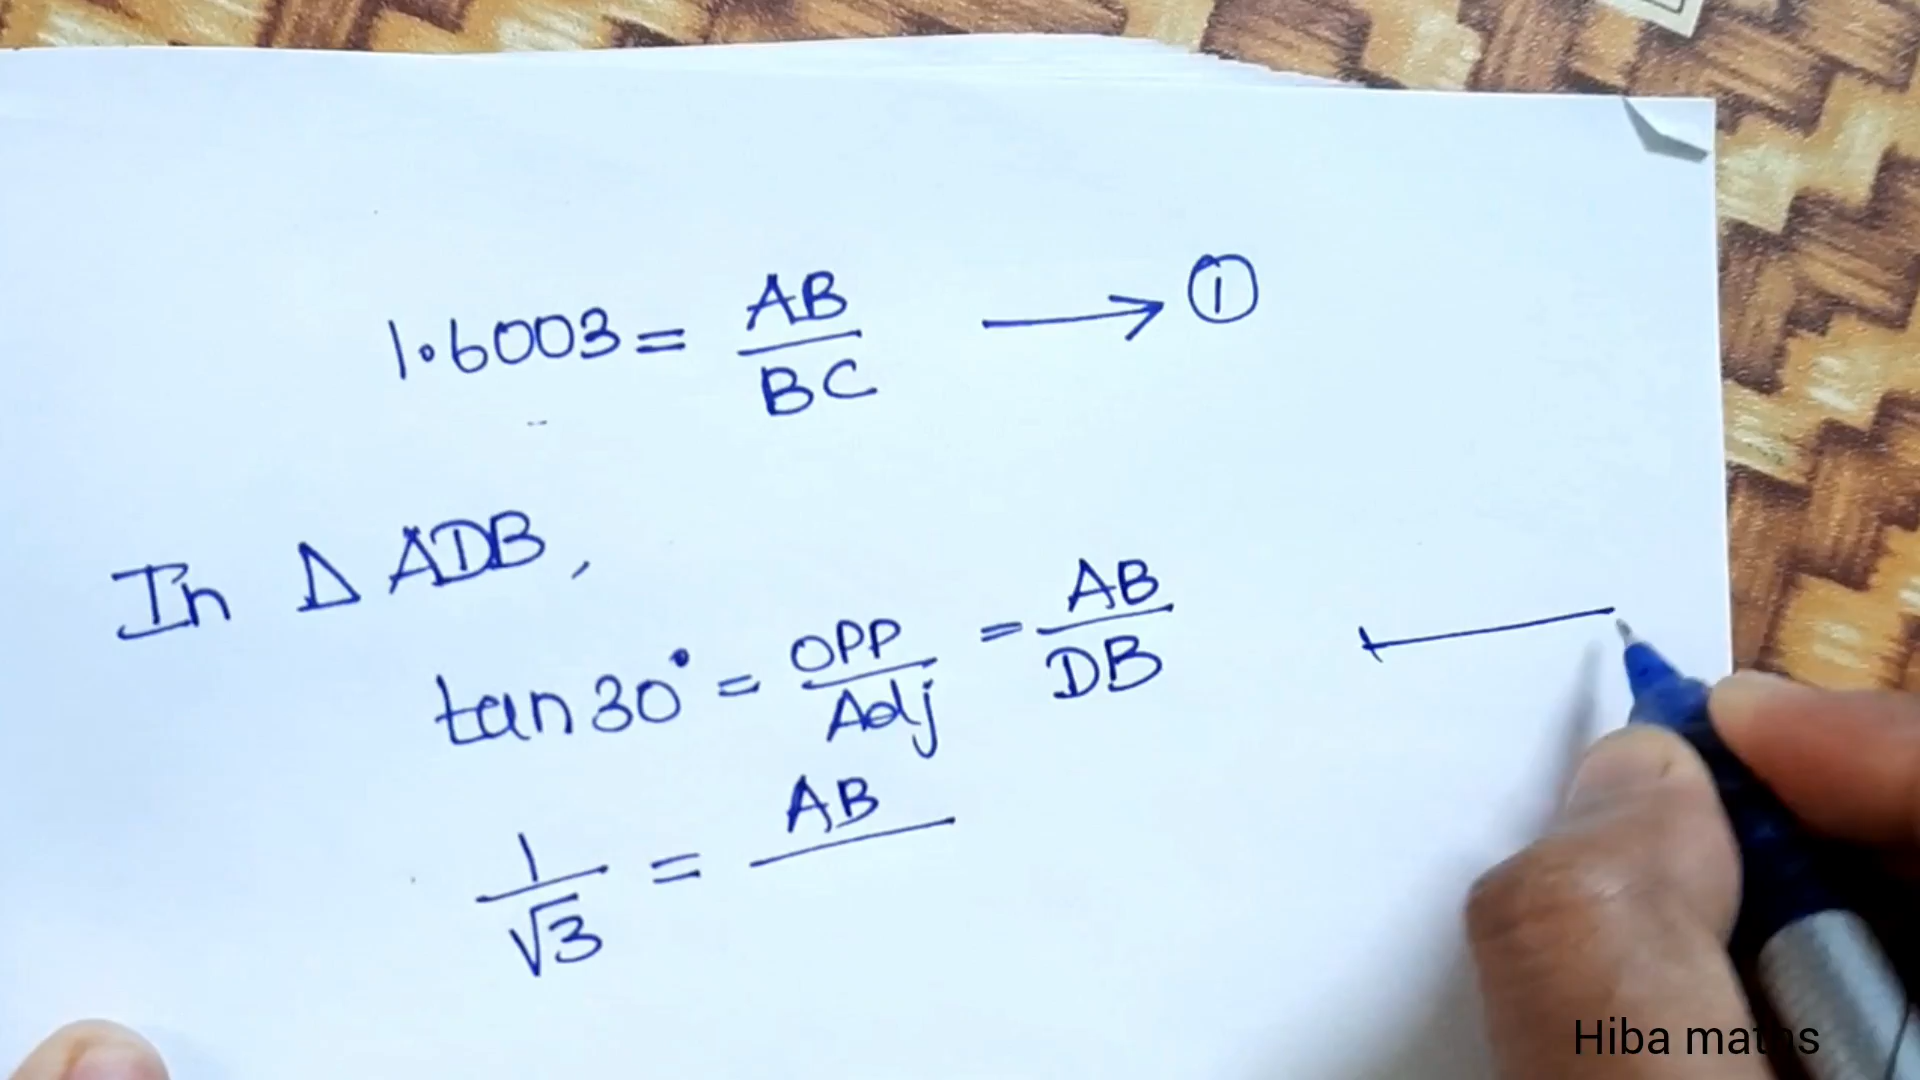 1.6003 = AB/BC ⟶ ①
In Δ ADB,
tan 30° = OPP/Adj = AB/DB
1/√3 = AB/
Hiba maths